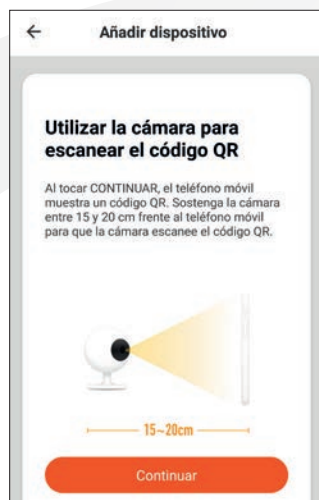 Añadir dispositivo
Utilizar la cámara para
escanear el código QR
Al tocar CONTINUAR, el teléfono móvil
muestra un código QR. Sostenga la cámara
entre 15 y 20 cm frente al teléfono móvil
para que la cámara escanee el código QR.
15~20cm
Continuar